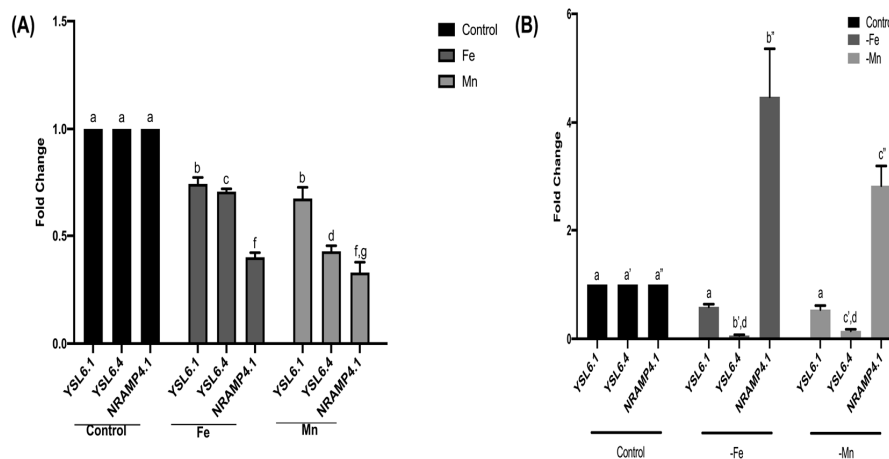 (A)
1.5
1.0
0.5
0.0
Fold Change
a a a
b c f
b d f,g
Control
Fe
Mn
YSL6.1 YSL6.4 NRAMP4.1 YSL6.1 YSL6.4 NRAMP4.1 YSL6.1 YSL6.4 NRAMP4.1
Control Fe Mn
(B)
6
4
2
0
Fold Change
a a' a"
a b',d b"
a c',d c"
Control
-Fe
-Mn
YSL6.1 YSL6.4 NRAMP4.1 YSL6.1 YSL6.4 NRAMP4.1 YSL6.1 YSL6.4 NRAMP4.1
Control -Fe -Mn